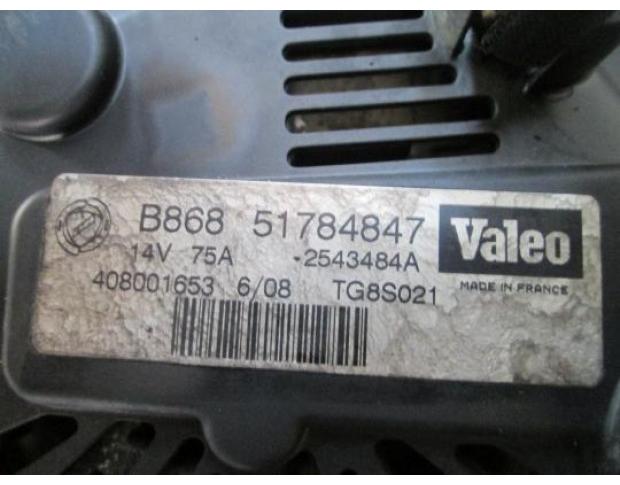 B868 51784847
14V 75A -2543484A
408001653 6/08 TG8S021
Valeo
MADE IN FRANCE